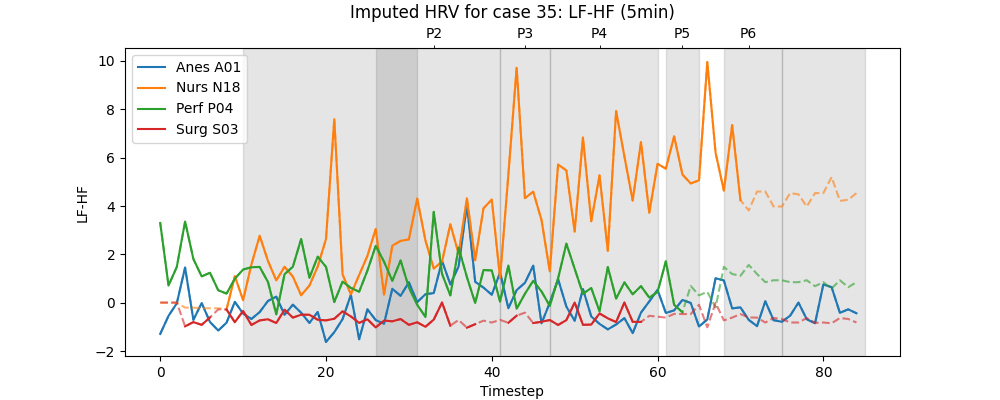 Imputed HRV for case 35: LF-HF (5min)
P2 P3 P4 P5 P6
Anes A01
Nurs N18
Perf P04
Surg S03
10
8
6
4
2
0
−2
LF-HF
0 20 40 60 80
Timestep